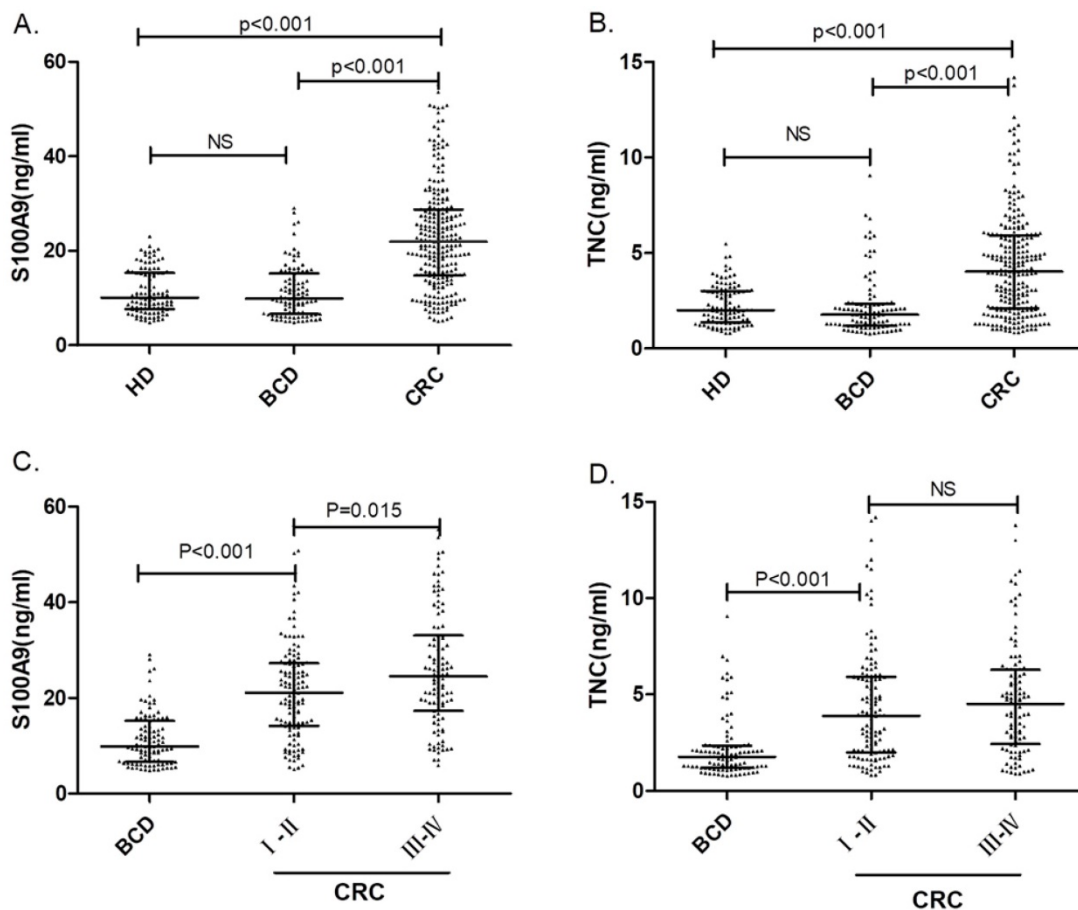 A.
p<0.001
p<0.001
NS
S100A9(ng/ml)
60
40
20
0
HD
BCD
CRC
B.
p<0.001
p<0.001
NS
TNC(ng/ml)
15
10
5
0
HD
BCD
CRC
C.
P=0.015
P<0.001
S100A9(ng/ml)
60
40
20
0
BCD
I-II
III-IV
CRC
D.
NS
P<0.001
TNC(ng/ml)
15
10
5
0
BCD
I-II
III-IV
CRC